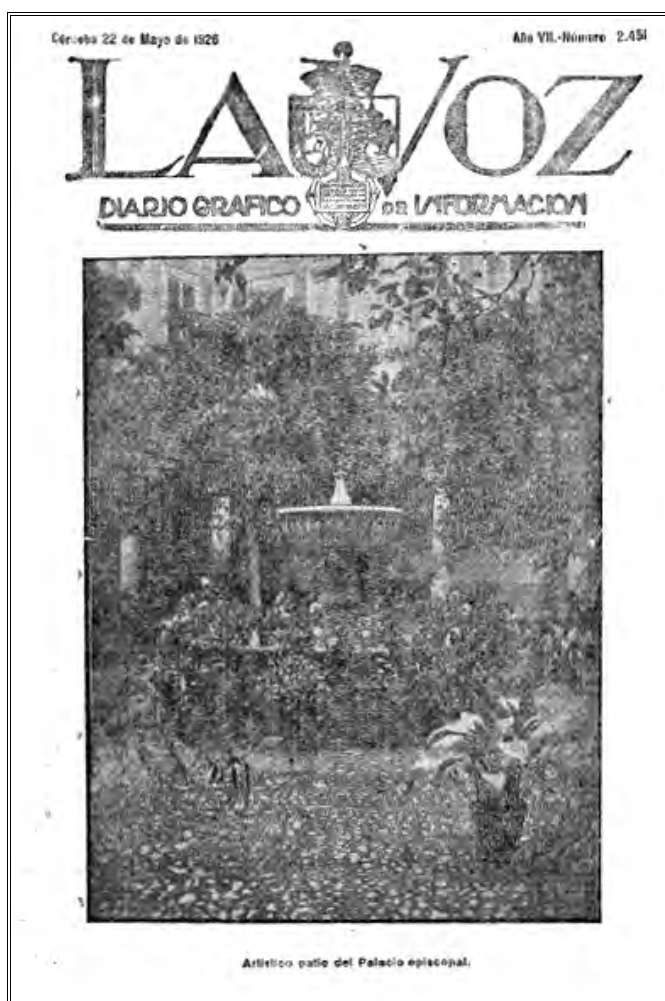 Córdoba 22 de Mayo de 1926
Año VII.-Número 2.451
LA VOZ
DIARIO GRAFICO DE INFORMACION
Artístico patio del Palacio episcopal.